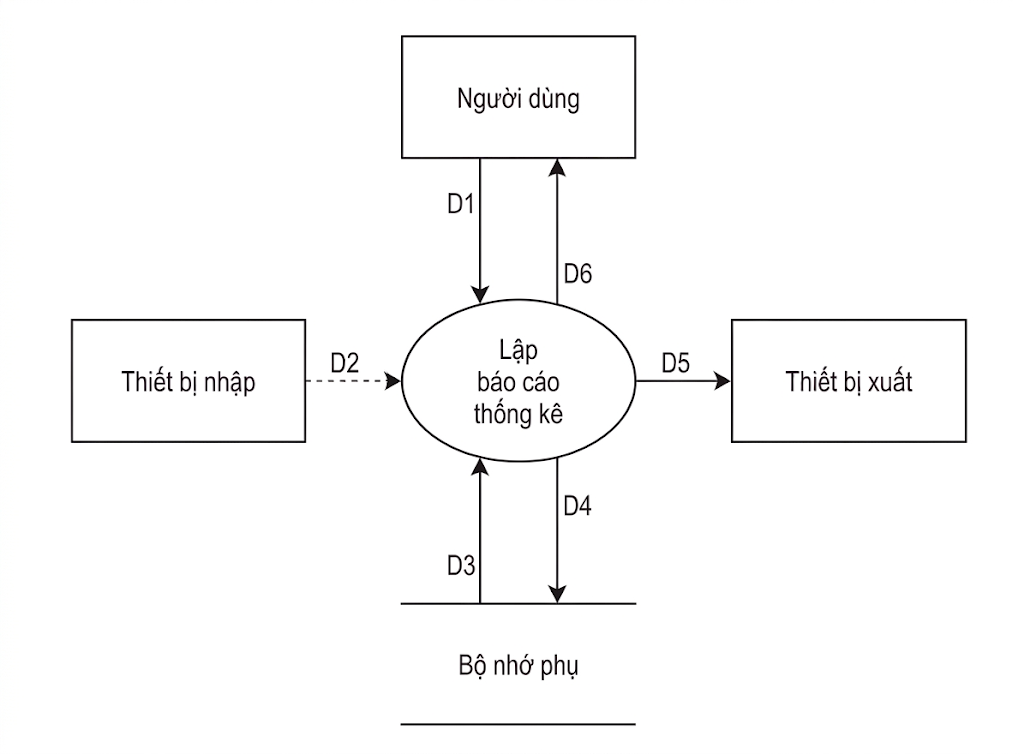 Người dùng
D1
D6
Thiết bị nhập
D2
Lập
báo cáo
thống kê
D5
Thiết bị xuất
D4
D3
Bộ nhớ phụ